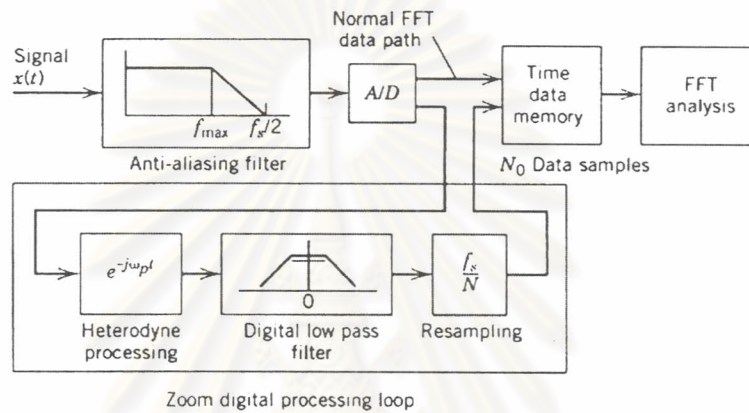 Normal FFT
data path
Signal
x(t)
f_max
f_s/2
Anti-aliasing filter
A/D
Time
data
memory
FFT
analysis
N_0 Data samples
e^{-jω_p t}
Heterodyne
processing
0
Digital low pass
filter
f_s
N
Resampling
Zoom digital processing loop